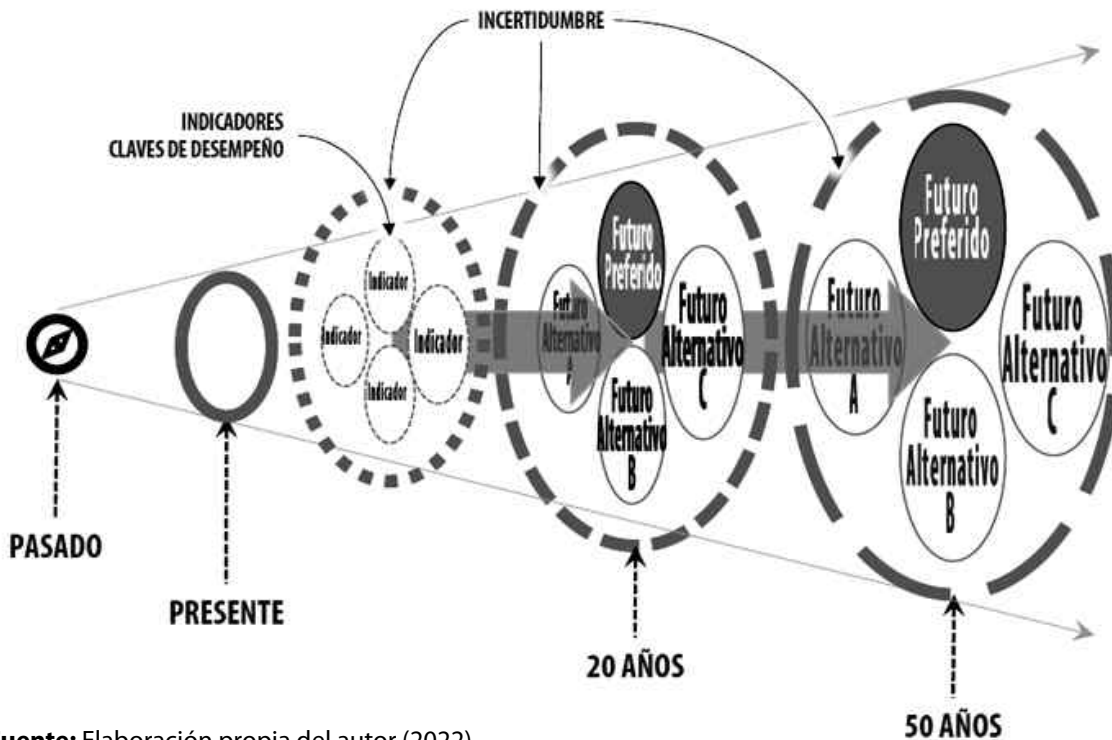 INCERTIDUMBRE
INDICADORES
CLAVES DE DESEMPEÑO
Indicador
Indicador
Indicador
Indicador
Futuro
Preferido
Futuro
Alternativo
A
Futuro
Alternativo
C
Futuro
Alternativo
B
Futuro
Preferido
Futuro
Alternativo
A
Futuro
Alternativo
C
Futuro
Alternativo
B
PASADO
PRESENTE
20 AÑOS
50 AÑOS
uente: Elaboración propia del autor (2022)